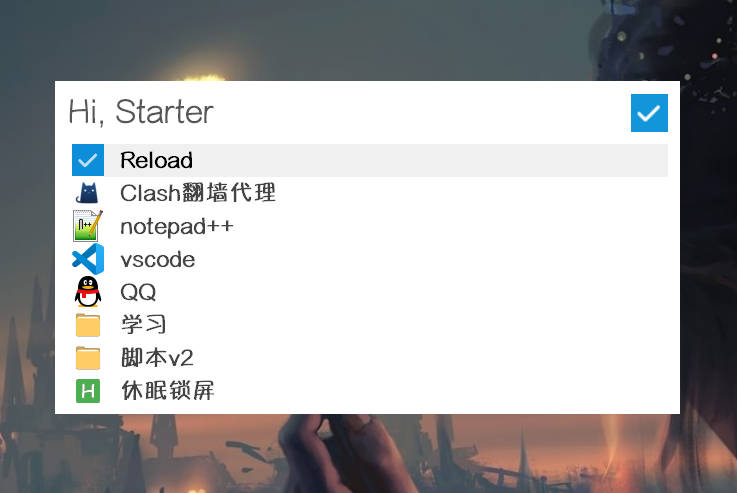 Hi, Starter
Reload
Clash翻墙代理
notepad++
vscode
QQ
学习
脚本v2
H 休眠锁屏